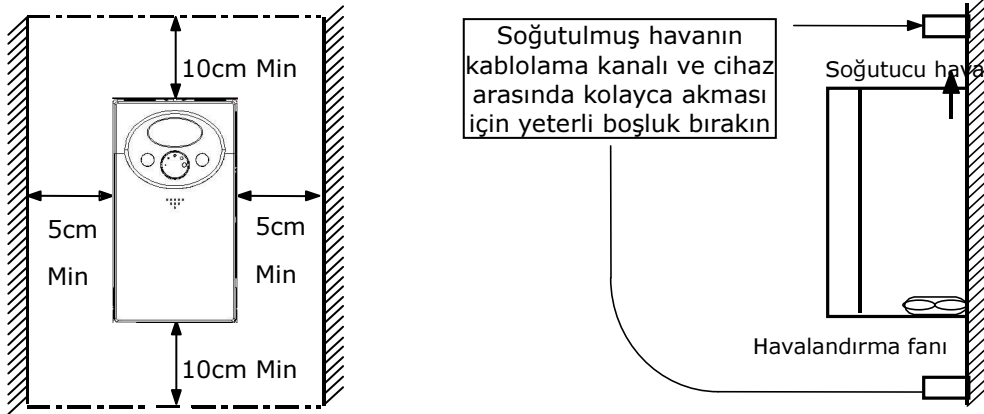 10cm Min
5cm
Min
5cm
Min
10cm Min
Soğutulmuş havanın
kablolama kanalı ve cihaz
arasında kolayca akması
için yeterli boşluk bırakın
Soğutucu hava
Havalandırma fanı